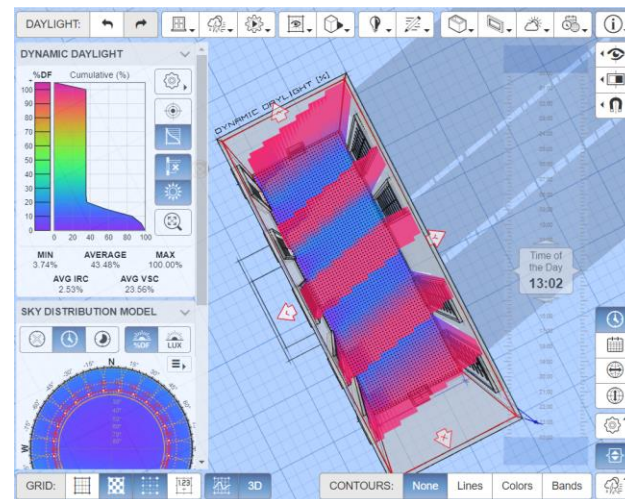 DAYLIGHT:
DYNAMIC DAYLIGHT
%DF Cumulative (%)
100
90
80
70
60
50
40
30
20
10
0
0 20 40 60 80 100
MIN AVERAGE MAX
3.74% 43.48% 100.00%
AVG IRC AVG VSC
2.53% 23.56%
SKY DISTRIBUTION MODEL
%DF LUX
N
W
DYNAMIC DAYLIGHT [%]
Time of
the Day
13:02
GRID: 123 3D CONTOURS: None Lines Colors Bands